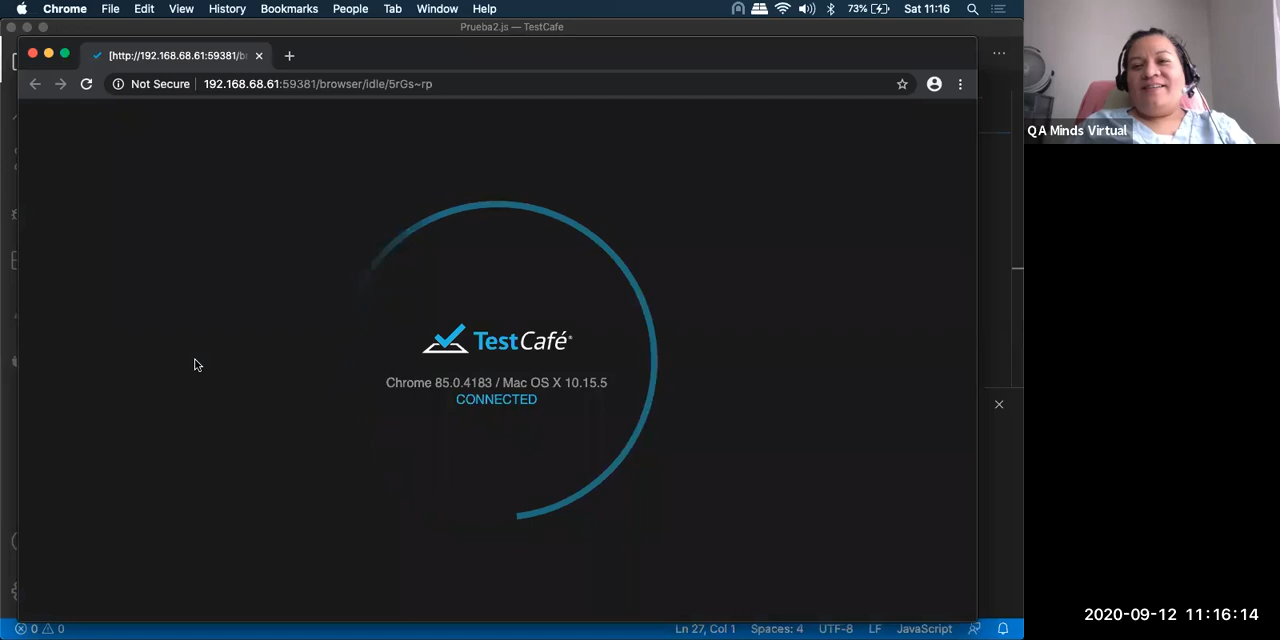 Chrome File Edit View History Bookmarks People Tab Window Help 73% Sat 11:16
Prueba2.js — TestCafe
[http://192.168.68.61:59381/b
Not Secure 192.168.68.61:59381/browser/idle/5rGs~rp
QA Minds Virtual
TestCafé®
Chrome 85.0.4183 / Mac OS X 10.15.5
CONNECTED
2020-09-12 11:16:14
0 0 Ln 27, Col 1 Spaces: 4 UTF-8 LF JavaScript